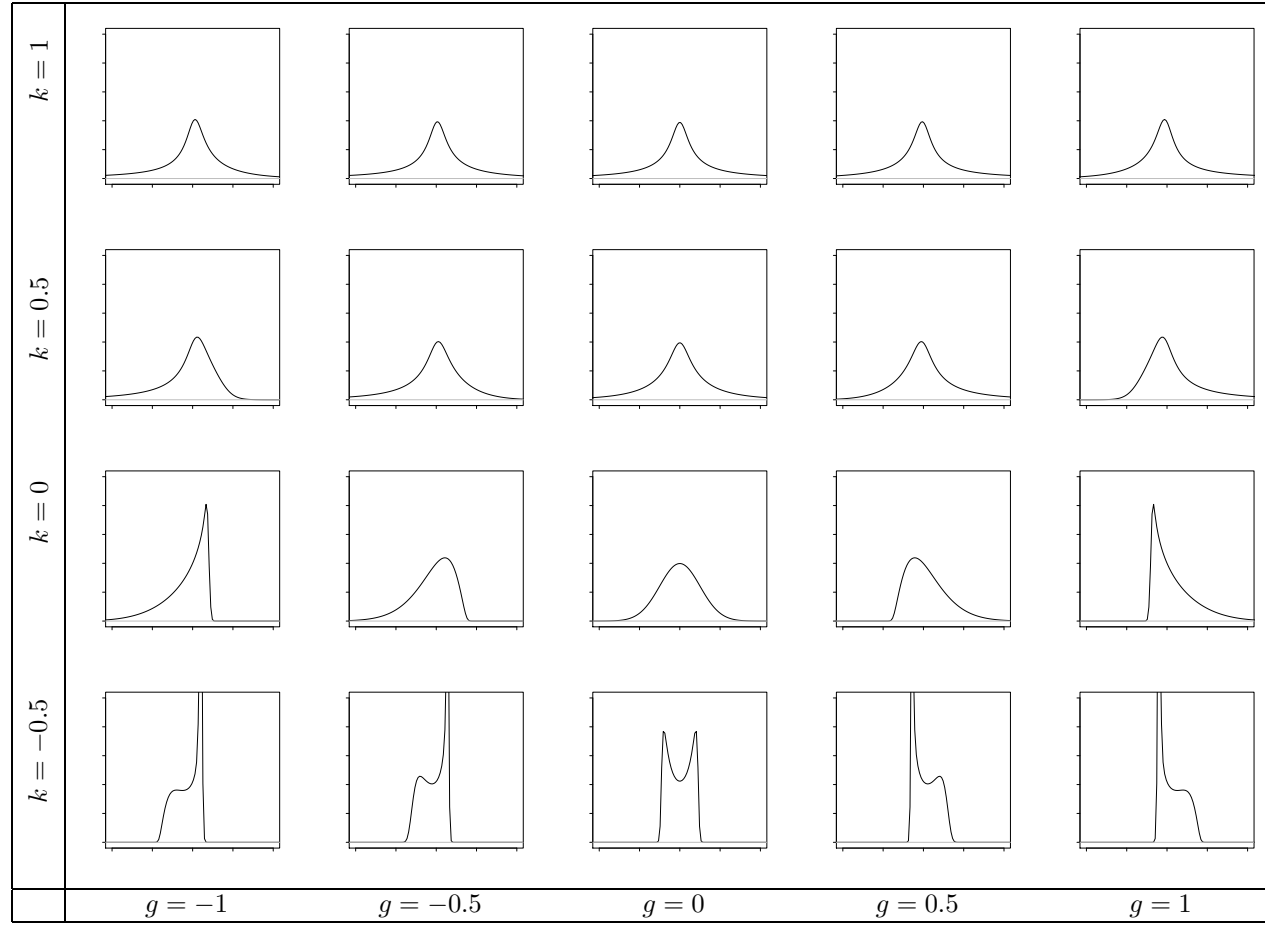 k = 1
k = 0.5
k = 0
k = −0.5
g = −1 g = −0.5 g = 0 g = 0.5 g = 1